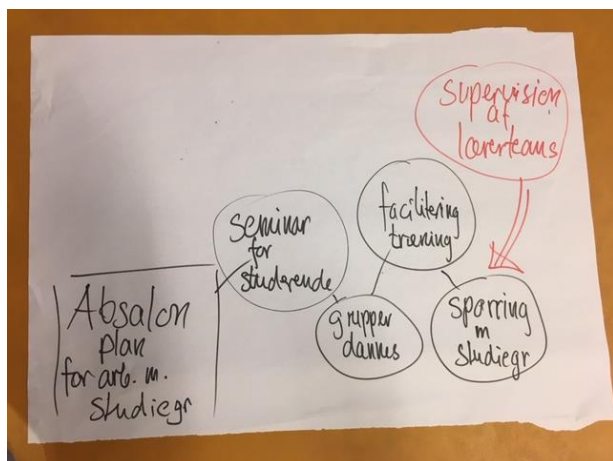 Supervision
af
lærerteams
facilitering
træning
seminar
for
studerende
grupper
dannes
sparring
m
studiegr
Absalon
plan
for arb. m.
studiegr